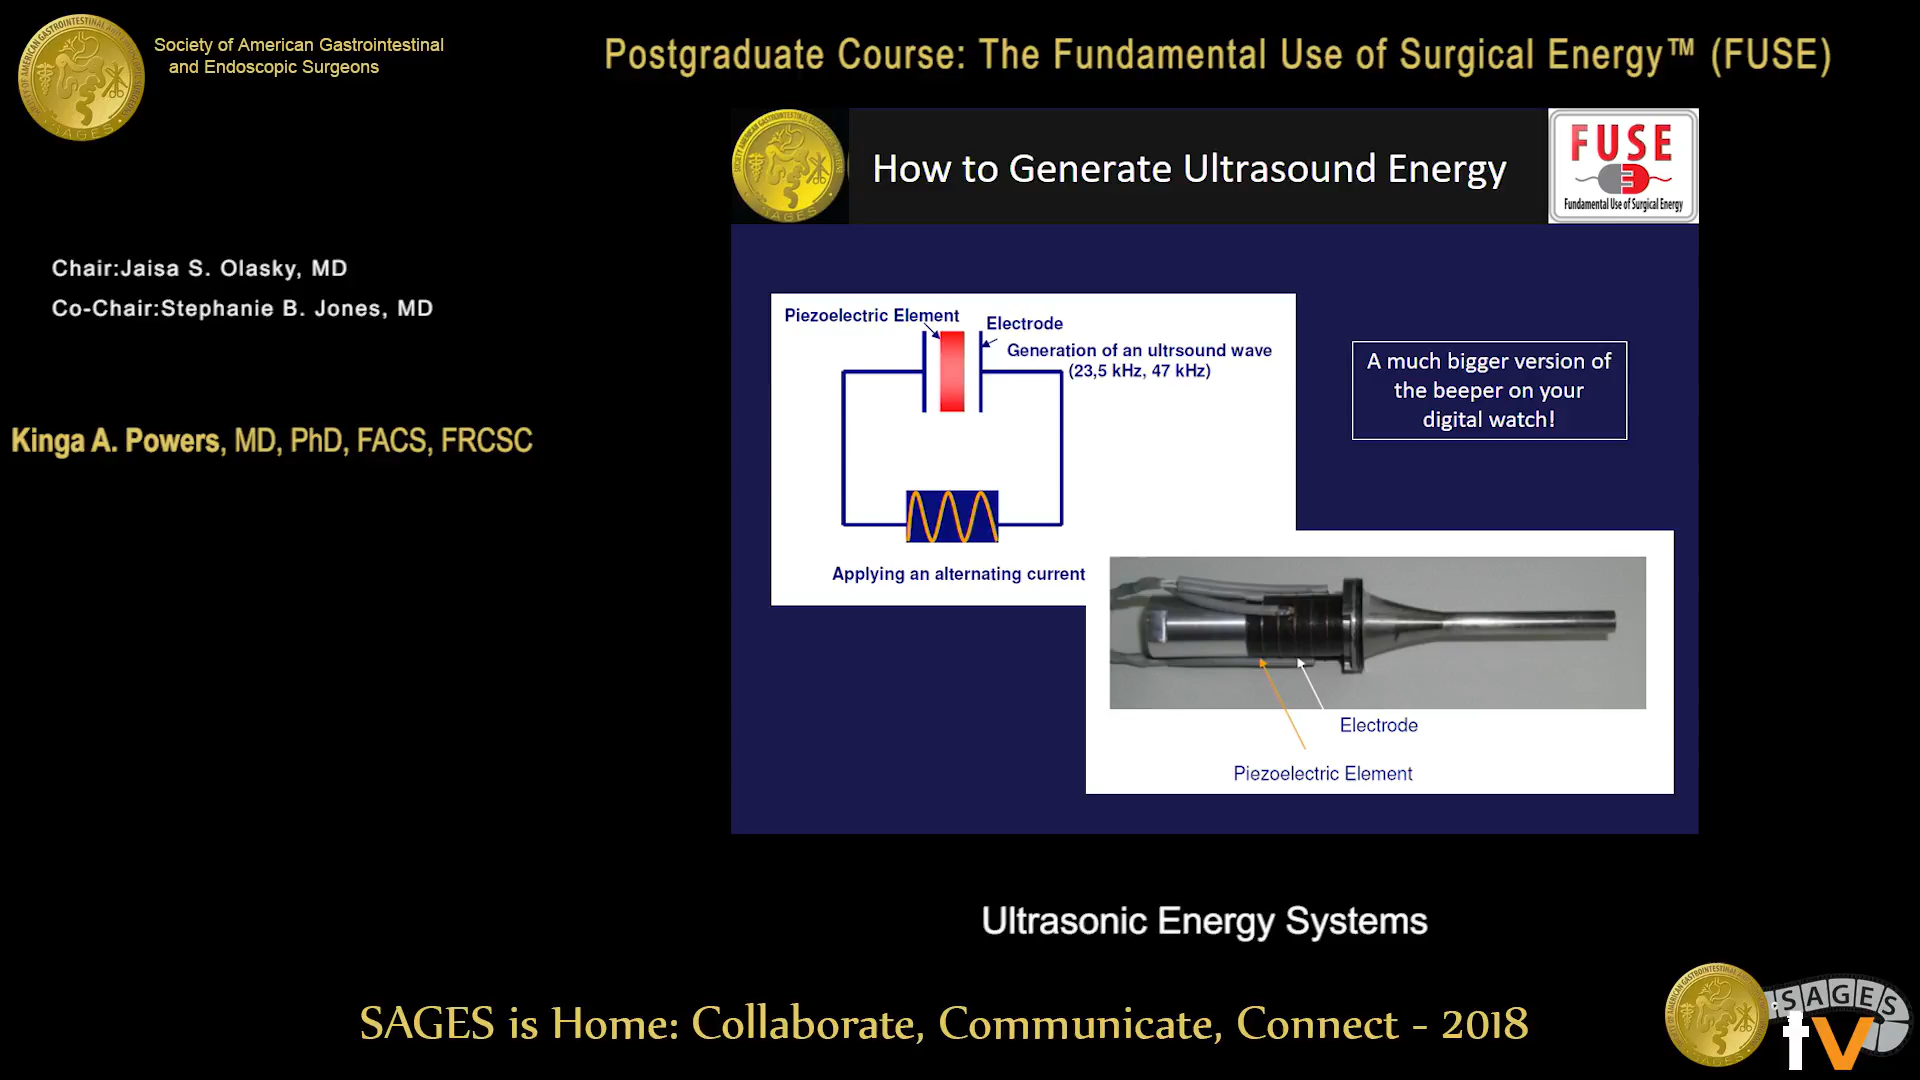 Society of American Gastrointestinal
and Endoscopic Surgeons
Postgraduate Course: The Fundamental Use of Surgical Energy™ (FUSE)
How to Generate Ultrasound Energy
FUSE
Fundamental Use of Surgical Energy
Chair:Jaisa S. Olasky, MD
Co-Chair:Stephanie B. Jones, MD
Kinga A. Powers, MD, PhD, FACS, FRCSC
Piezoelectric Element
Electrode
Generation of an ultrsound wave
(23,5 kHz, 47 kHz)
Applying an alternating current
A much bigger version of
the beeper on your
digital watch!
Electrode
Piezoelectric Element
Ultrasonic Energy Systems
SAGES is Home: Collaborate, Communicate, Connect - 2018
SAGES
tv